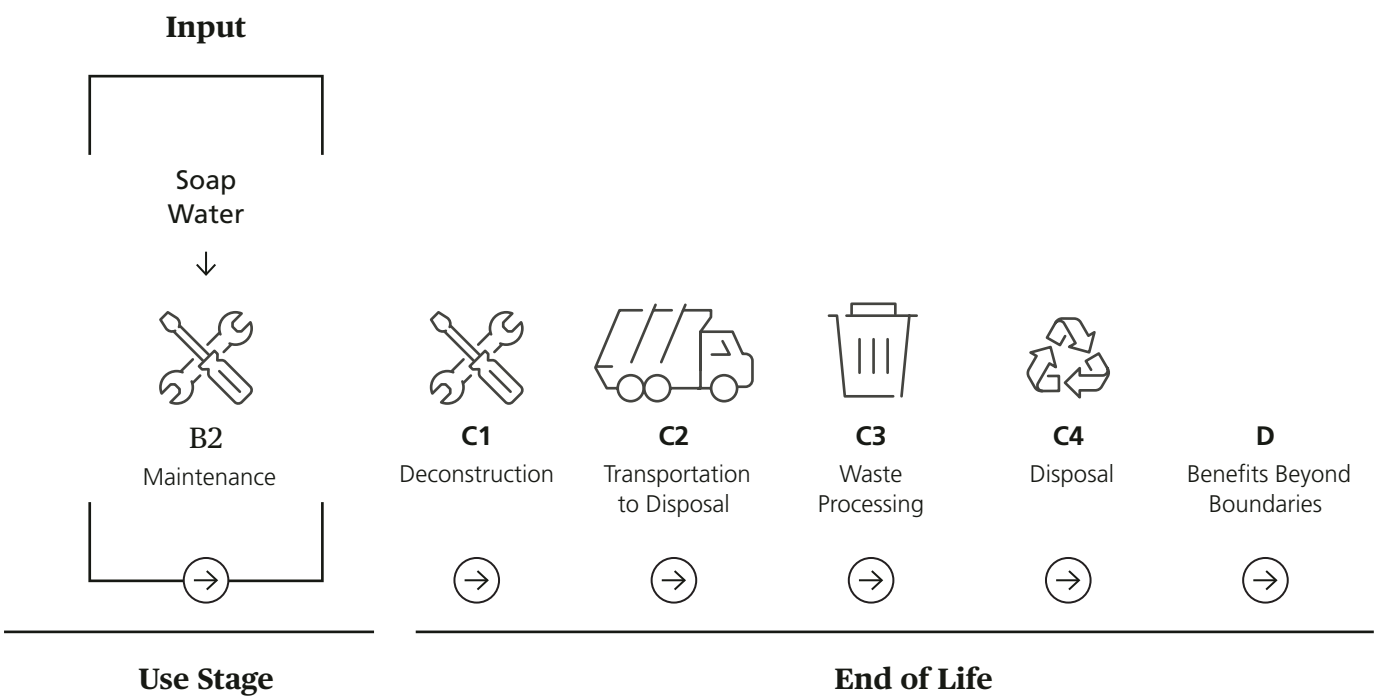 Input
Soap
Water
B2
Maintenance
C1
Deconstruction
C2
Transportation
to Disposal
C3
Waste
Processing
C4
Disposal
D
Benefits Beyond
Boundaries
Use Stage
End of Life